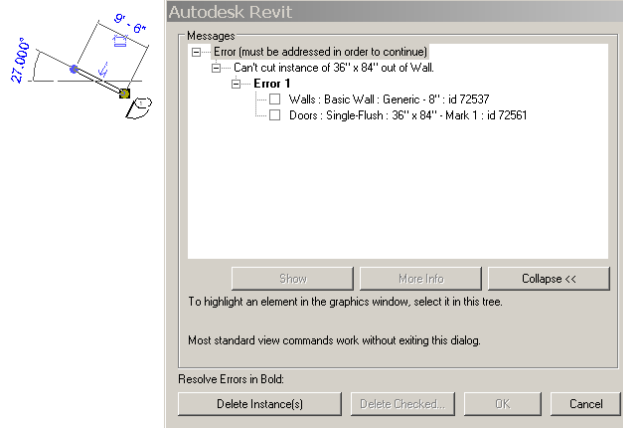 9' - 6"
27.000°
1
Autodesk Revit
Messages
Error (must be addressed in order to continue)
Can't cut instance of 36" x 84" out of Wall.
Error 1
Walls : Basic Wall : Generic - 8" : id 72537
Doors : Single-Flush : 36" x 84" - Mark 1 : id 72561
Show
More Info
Collapse <<
To highlight an element in the graphics window, select it in this tree.
Most standard view commands work without exiting this dialog.
Resolve Errors in Bold:
Delete Instance(s)
Delete Checked...
OK
Cancel